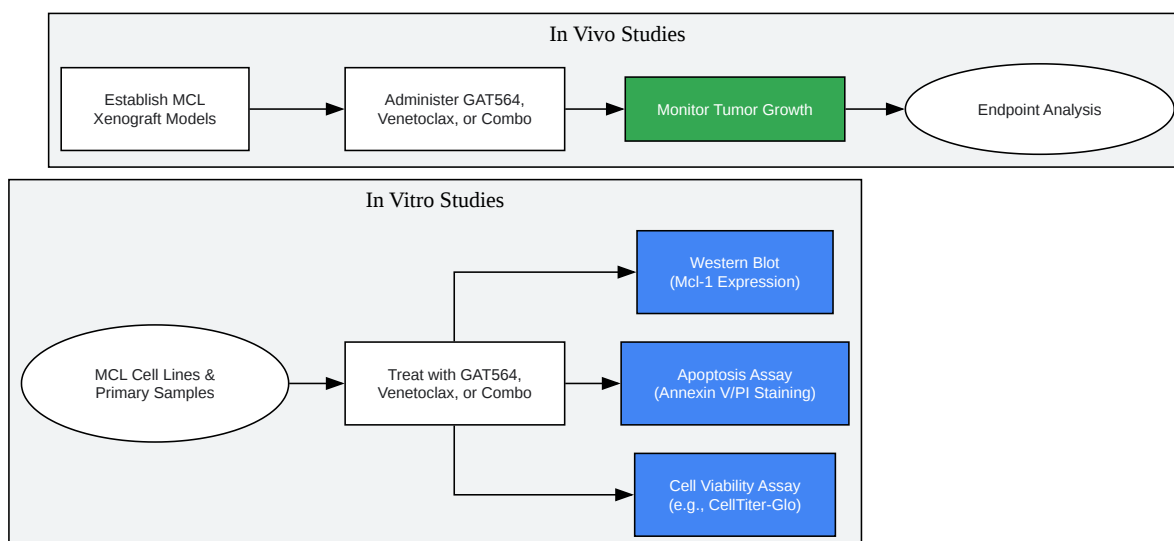 In Vivo Studies
Establish MCL
Xenograft Models
Administer GAT564,
Venetoclax, or Combo
Monitor Tumor Growth
Endpoint Analysis
In Vitro Studies
MCL Cell Lines &
Primary Samples
Treat with GAT564,
Venetoclax, or Combo
Western Blot
(Mcl-1 Expression)
Apoptosis Assay
(Annexin V/PI Staining)
Cell Viability Assay
(e.g., CellTiter-Glo)